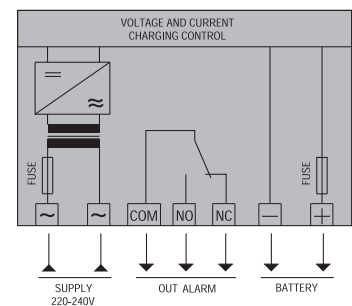 VOLTAGE AND CURRENT
CHARGING CONTROL
FUSE
FUSE
~ ~ COM NO NC — +
SUPPLY
220-240V
OUT ALARM
BATTERY